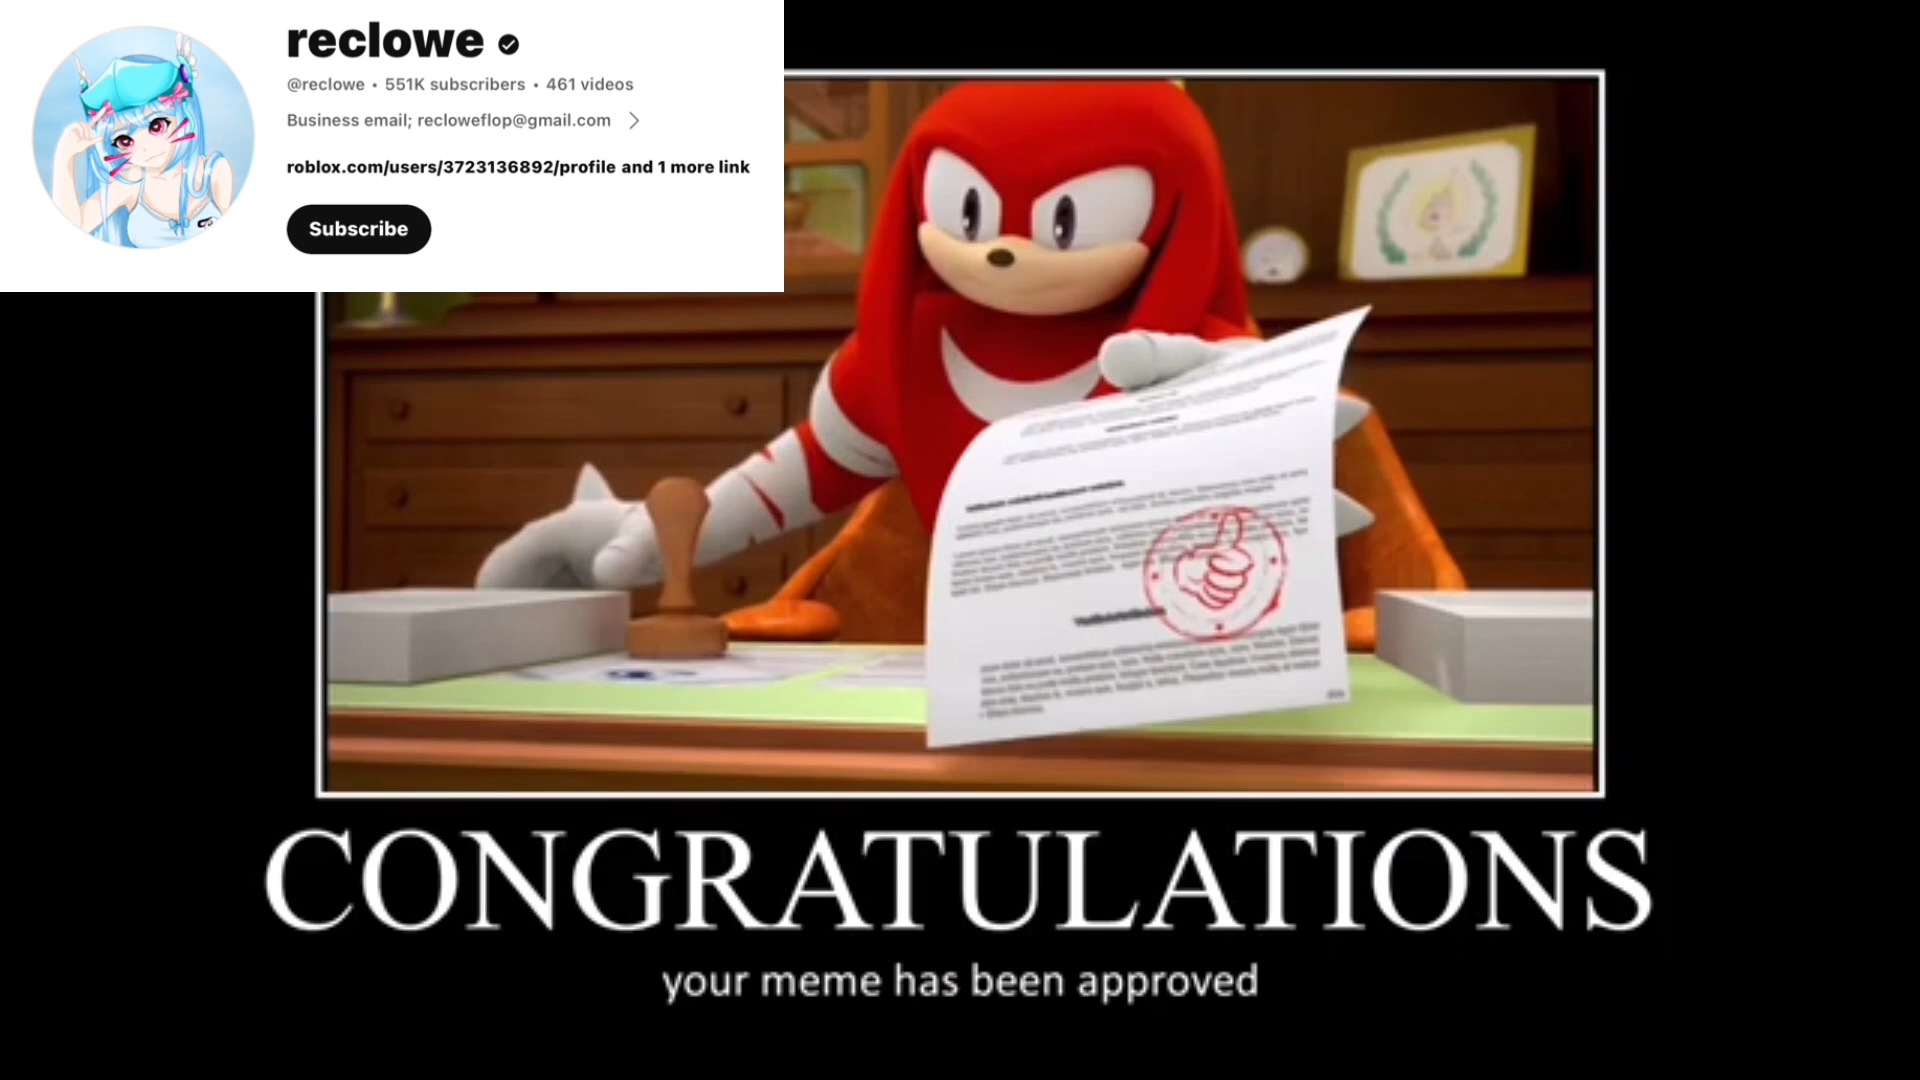 reclowe
@reclowe • 551K subscribers • 461 videos
Business email; recloweflop@gmail.com
roblox.com/users/3723136892/profile and 1 more link
Subscribe
CONGRATULATIONS
your meme has been approved